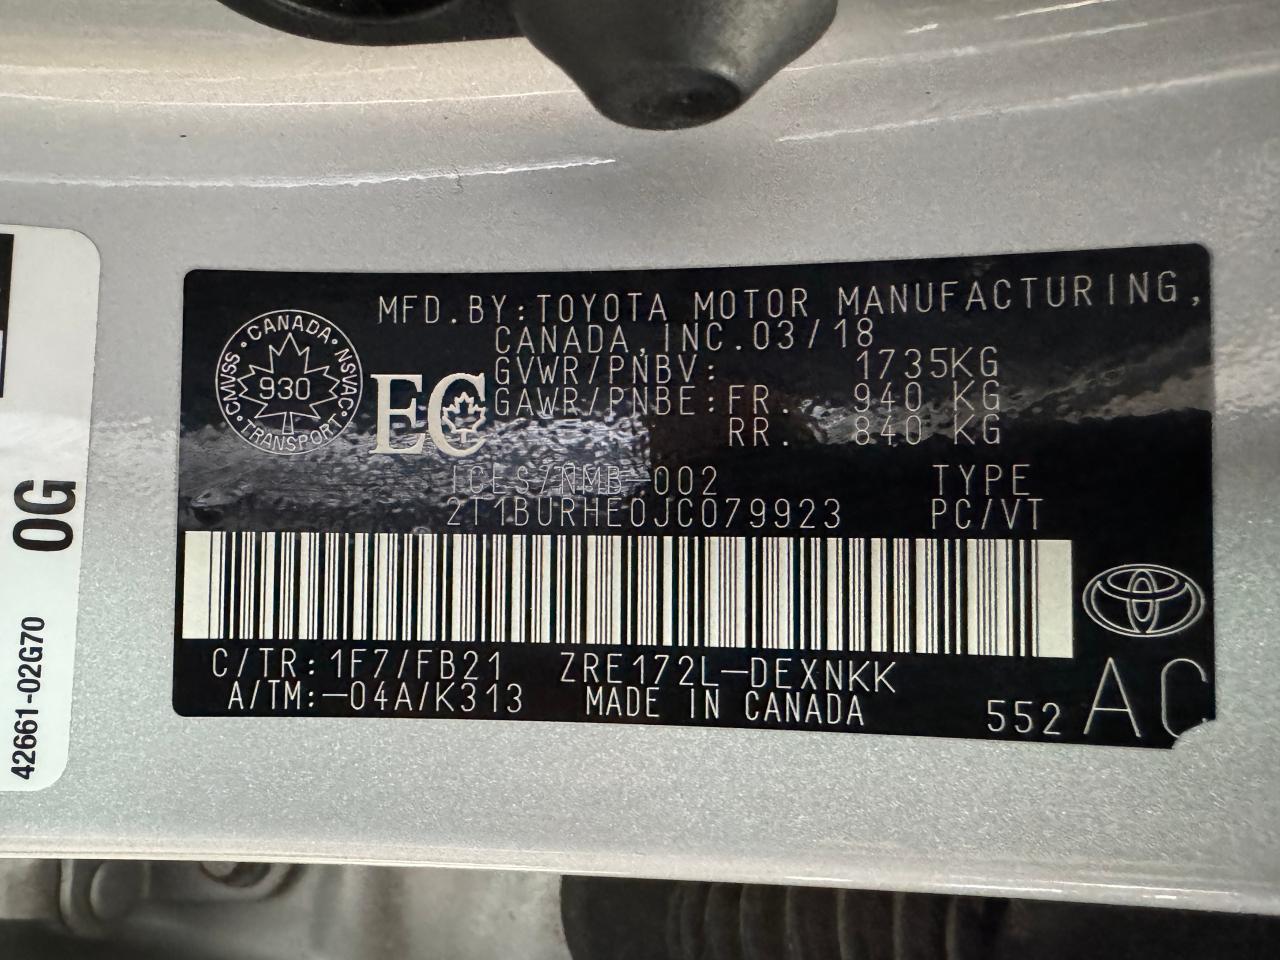 MFD.BY:TOYOTA MOTOR MANUFACTURING,
CANADA,INC.03/18
GVWR/PNBV: 1735KG
GAWR/PNBE:FR. 940 KG
RR. 840 KG
CANADA
CMVSS
NSVAC
930
TRANSPORT
EC
ICES/NMB-002 TYPE
2T1BURHE0JC079923 PC/VT
C/TR:1F7/FB21 ZRE172L-DEXNKK
A/TM:-04A/K313 MADE IN CANADA
552 AC
0G
42661-02G70